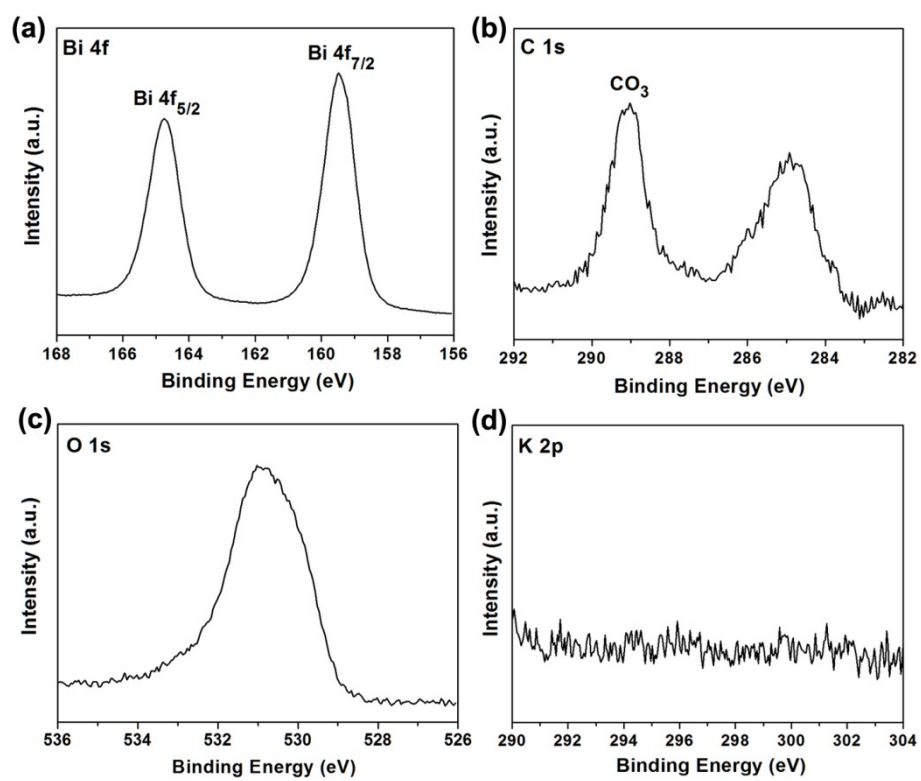 (a)
Bi 4f
Bi 4f7/2
Bi 4f5/2
Intensity (a.u.)
168 166 164 162 160 158 156
Binding Energy (eV)
(b)
C 1s
CO3
Intensity (a.u.)
292 290 288 286 284 282
Binding Energy (eV)
(c)
O 1s
Intensity (a.u.)
536 534 532 530 528 526
Binding Energy (eV)
(d)
K 2p
Intensity (a.u.)
290 292 294 296 298 300 302 304
Binding Energy (eV)